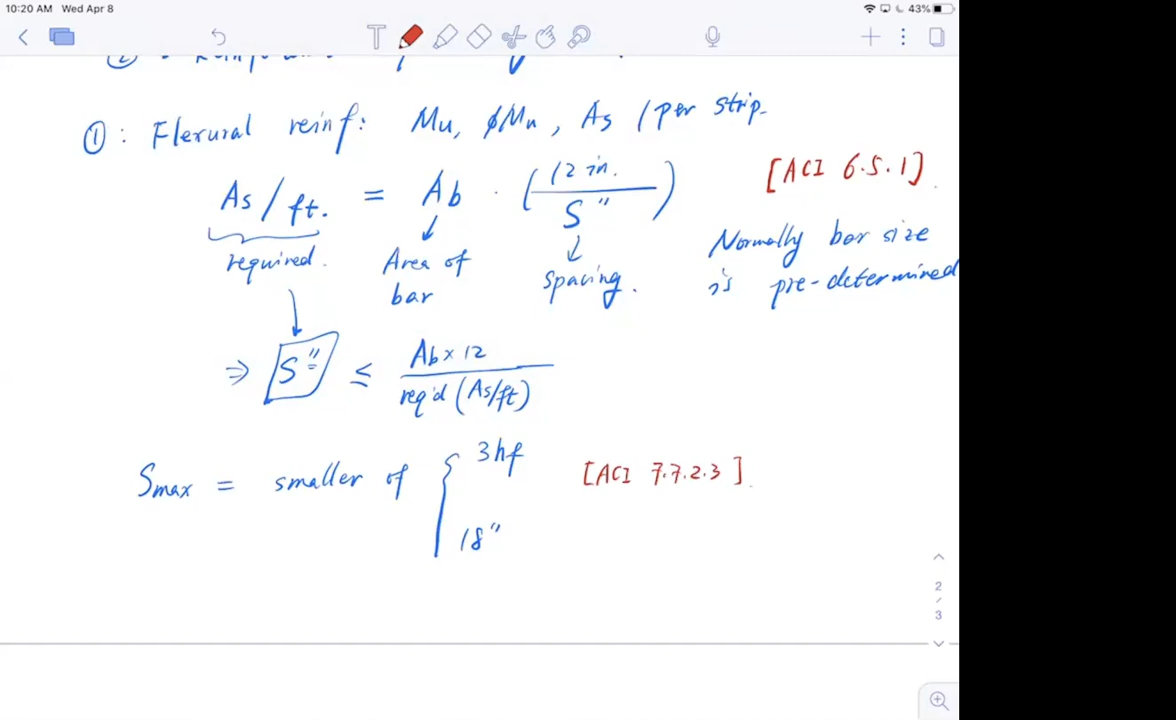 10:20 AM Wed Apr 8
43%
①: Flexural reinf: Mu, ϕMn, As /per strip.
As/ft. = Ab · (12 in. / S")
[ACI 6.5.1]
required.
Area of bar
Spacing.
Normally bar size
is pre-determined
⇒ S" ≤ Ab x 12 / req'd (As/ft)
Smax = smaller of { 3hf
18"
[ACI 7.7.2.3].
2
/
3